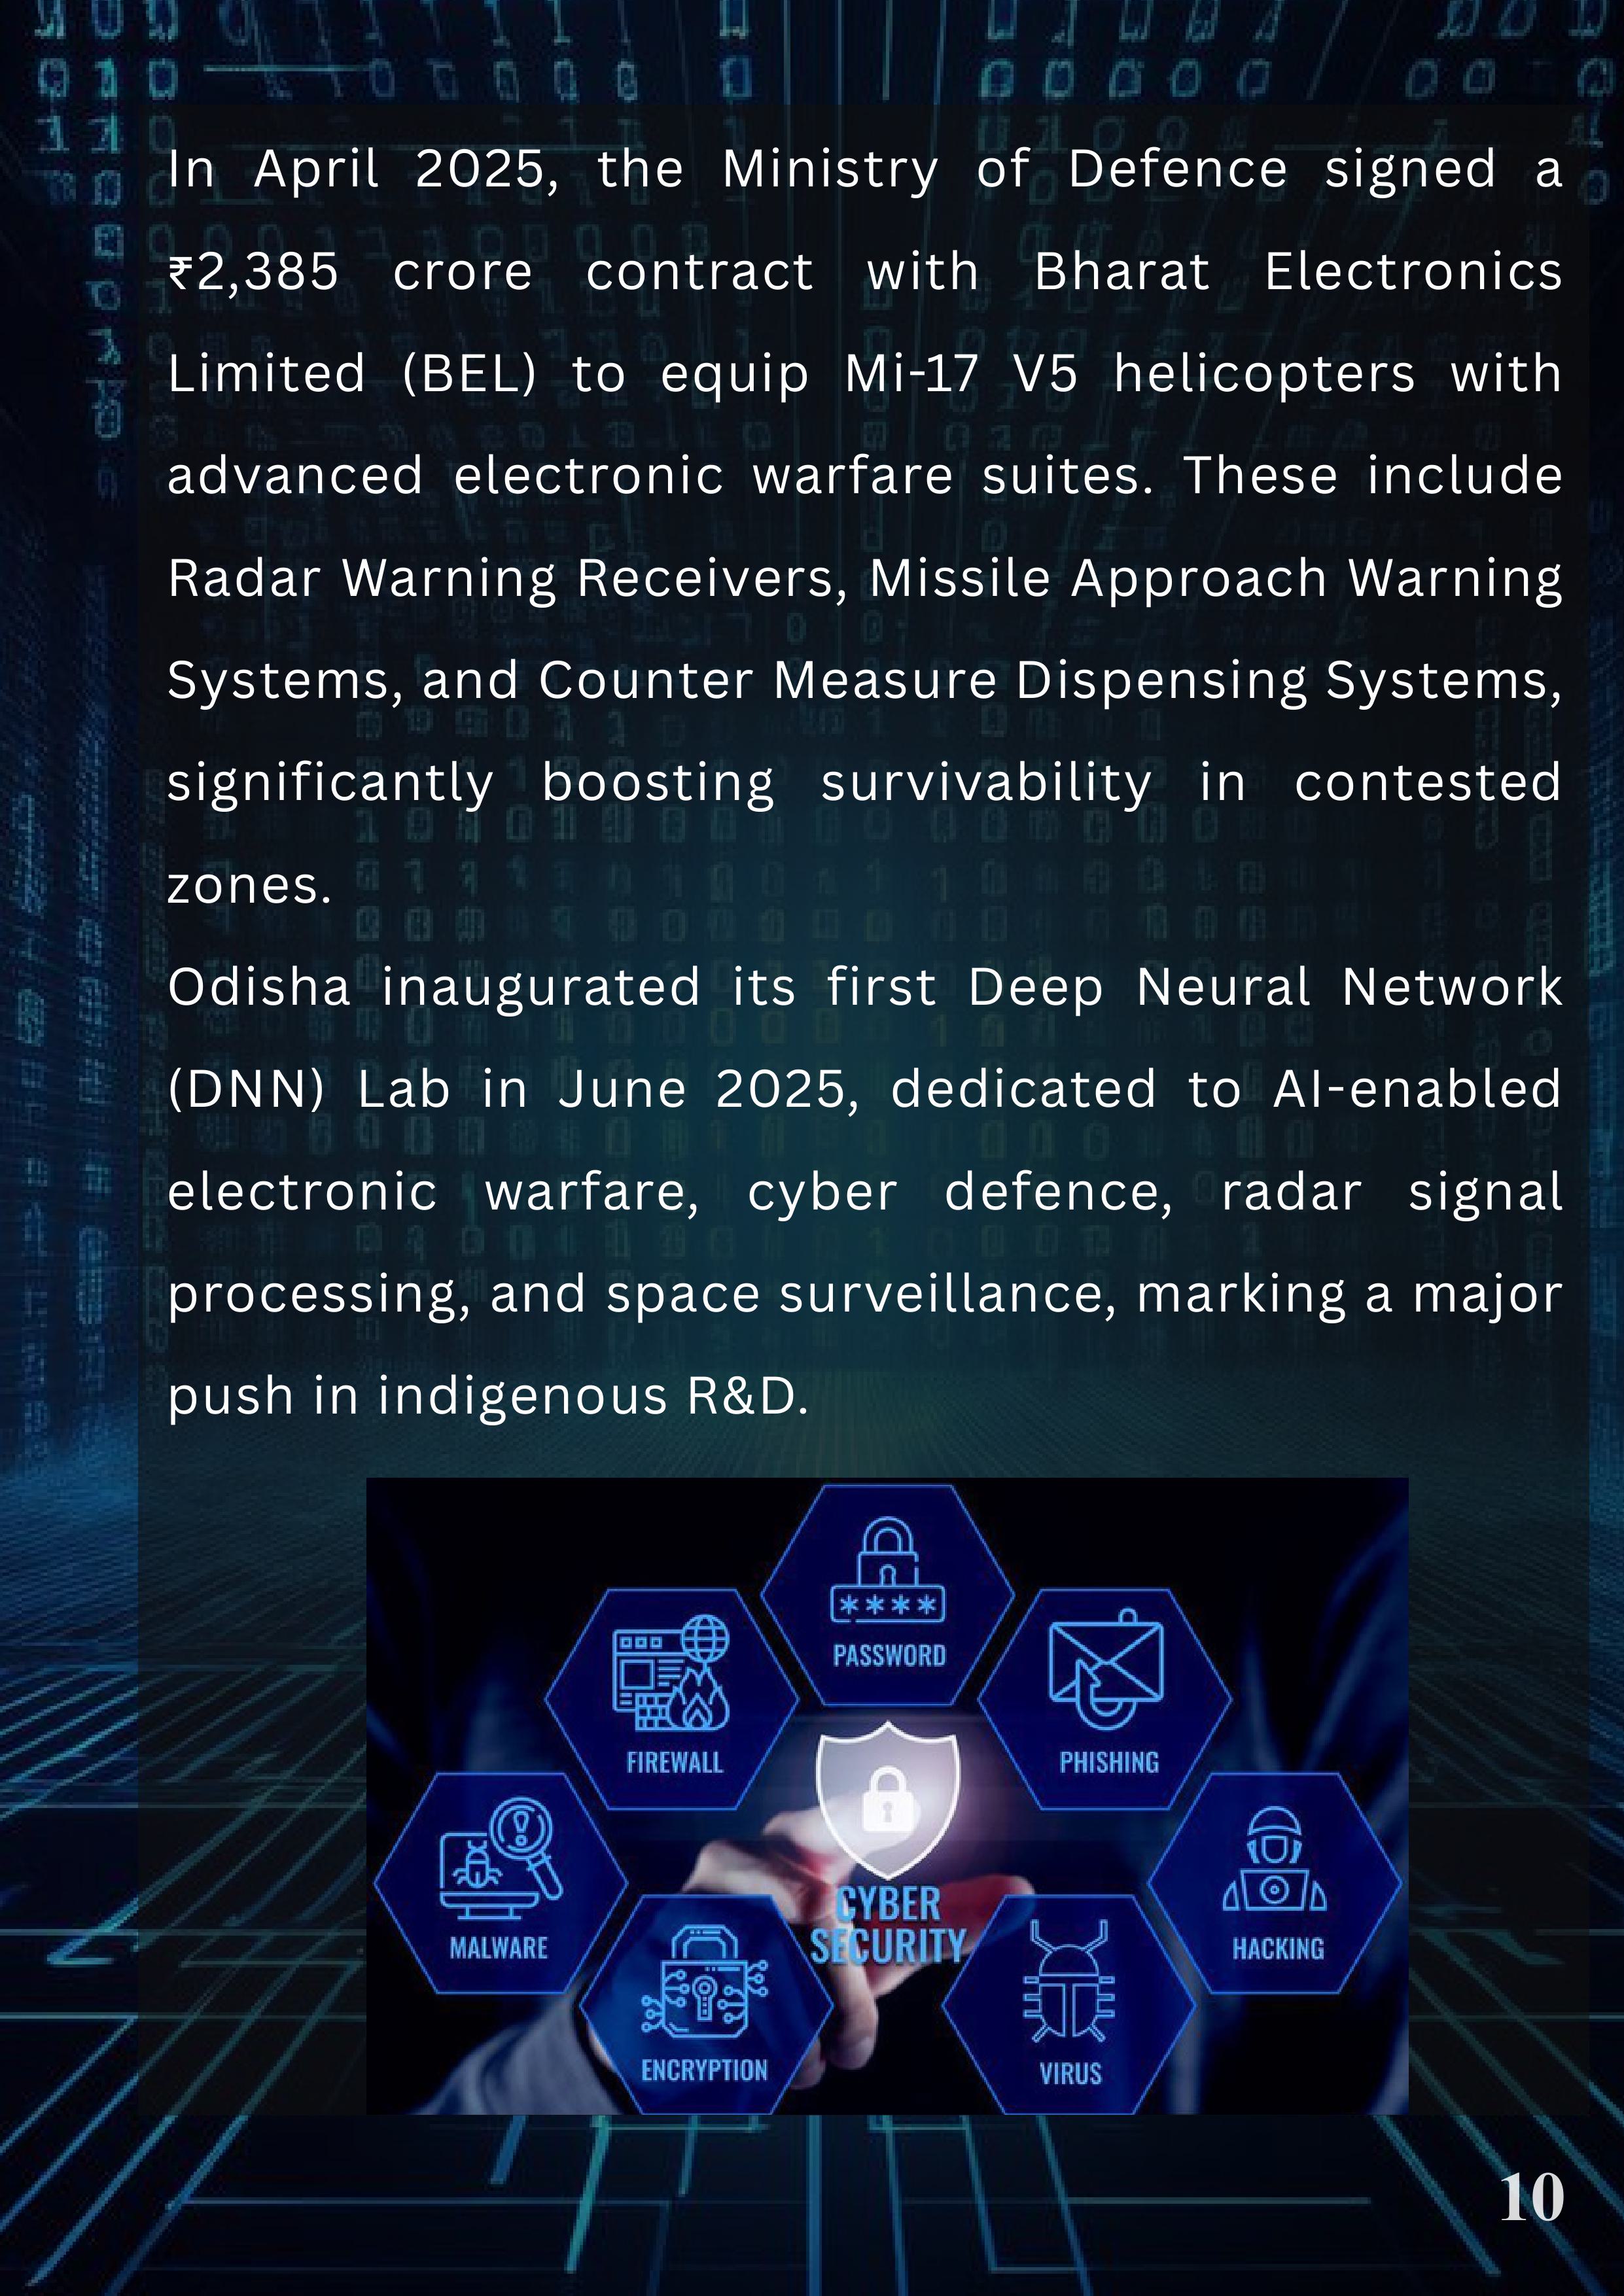 In April 2025, the Ministry of Defence signed a
₹2,385 crore contract with Bharat Electronics
Limited (BEL) to equip Mi-17 V5 helicopters with
advanced electronic warfare suites. These include
Radar Warning Receivers, Missile Approach Warning
Systems, and Counter Measure Dispensing Systems,
significantly boosting survivability in contested
zones.
Odisha inaugurated its first Deep Neural Network
(DNN) Lab in June 2025, dedicated to AI-enabled
electronic warfare, cyber defence, radar signal
processing, and space surveillance, marking a major
push in indigenous R&D.
PASSWORD
FIREWALL
PHISHING
MALWARE
CYBER
SECURITY
HACKING
ENCRYPTION
VIRUS
10